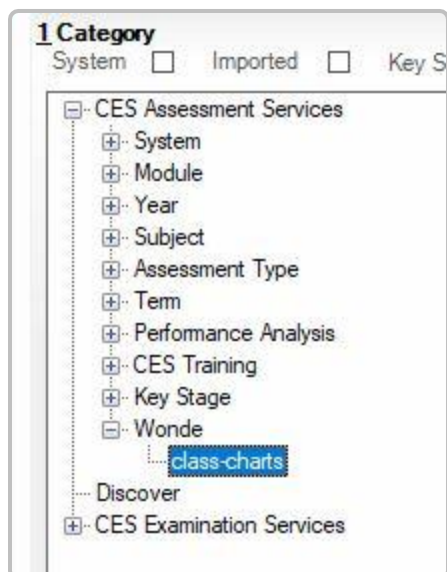 1 Category
System Imported Key S
CES Assessment Services
System
Module
Year
Subject
Assessment Type
Term
Performance Analysis
CES Training
Key Stage
Wonde
class-charts
Discover
CES Examination Services